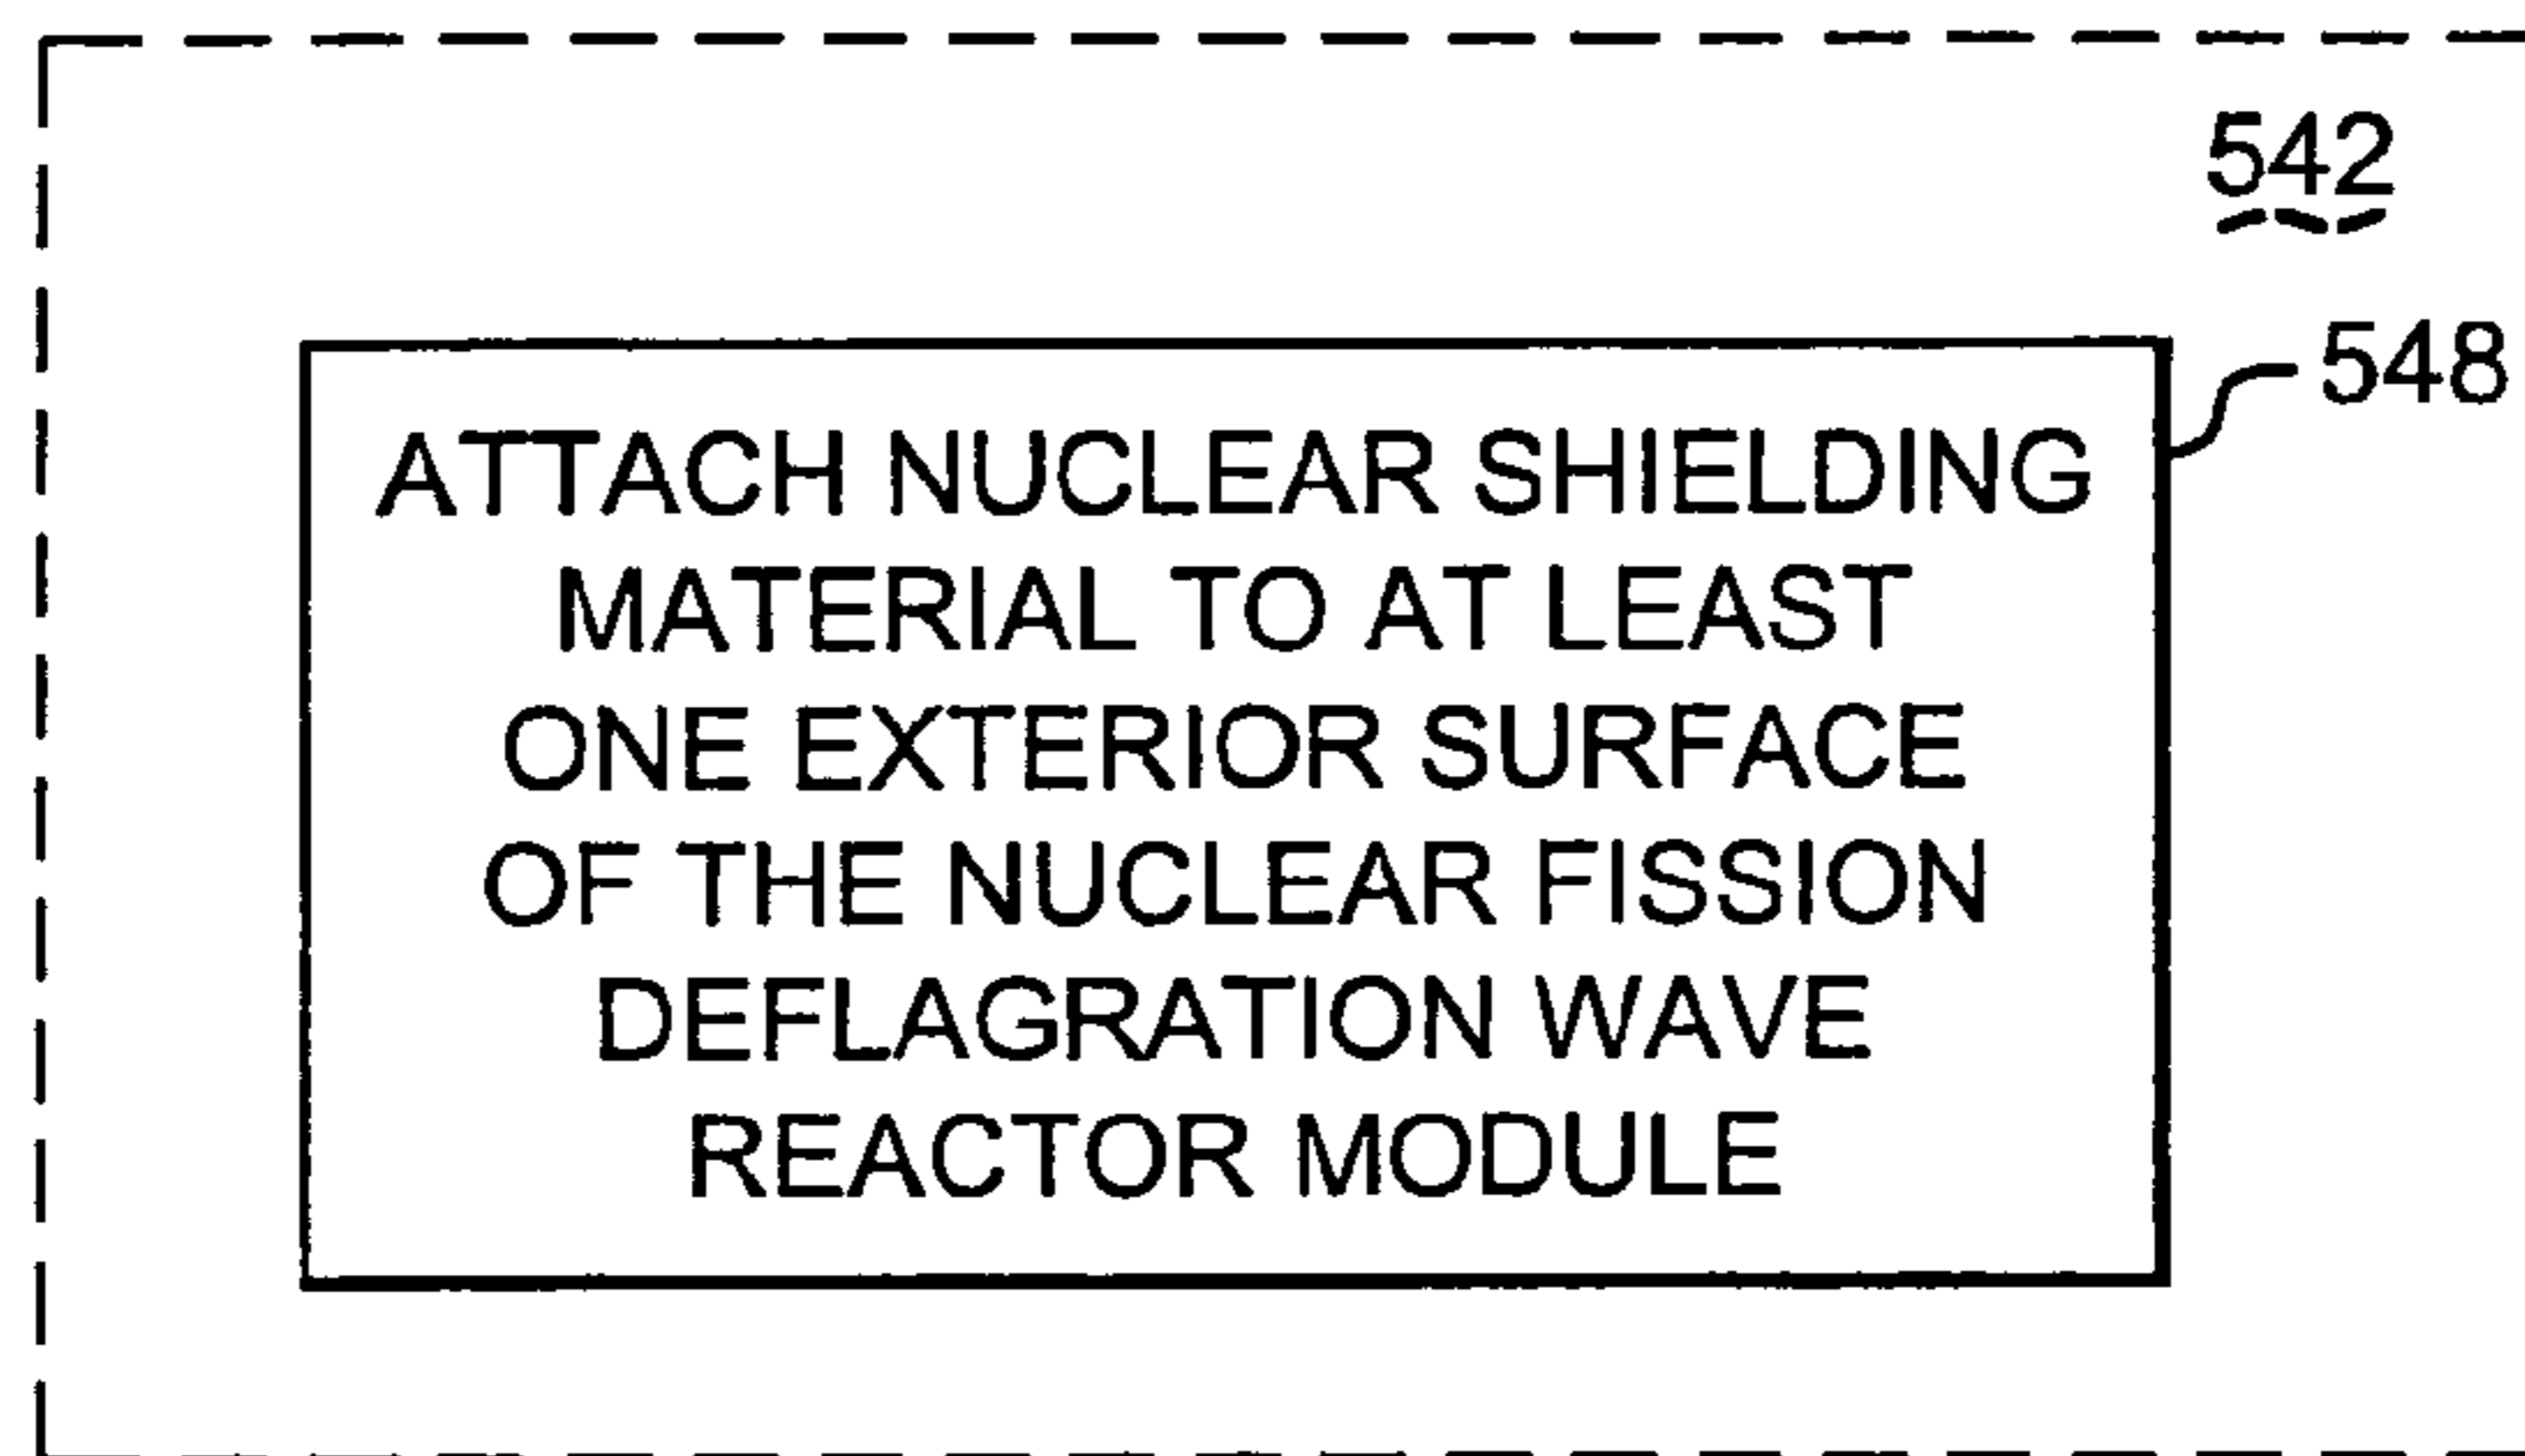 542
548
ATTACH NUCLEAR SHIELDING
MATERIAL TO AT LEAST
ONE EXTERIOR SURFACE
OF THE NUCLEAR FISSION
DEFLAGRATION WAVE
REACTOR MODULE